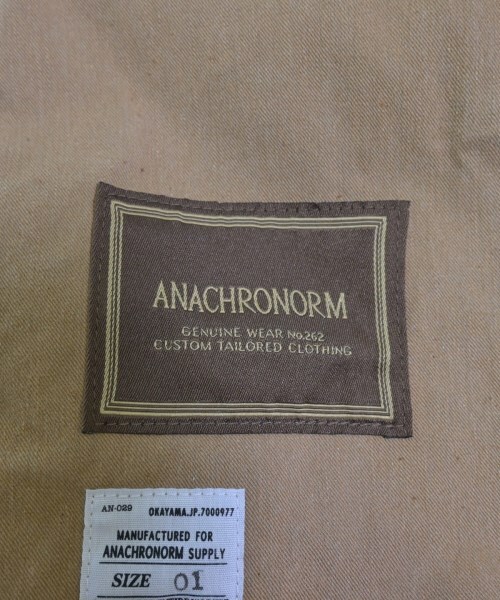 ANACHRONORM
GENUINE WEAR No.262
CUSTOM TAILORED CLOTHING
AN-029 OKAYAMA.JP.7000977
MANUFACTURED FOR
ANACHRONORM SUPPLY
SIZE 01